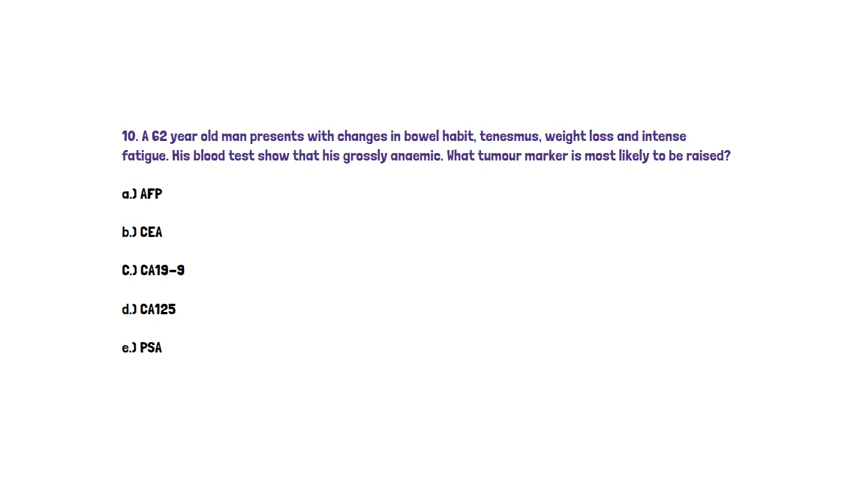 10. A 62 year old man presents with changes in bowel habit, tenesmus, weight loss and intense
fatigue. His blood test show that his grossly anaemic. What tumour marker is most likely to be raised?
a.) AFP
b.) CEA
C.) CA19-9
d.) CA125
e.) PSA